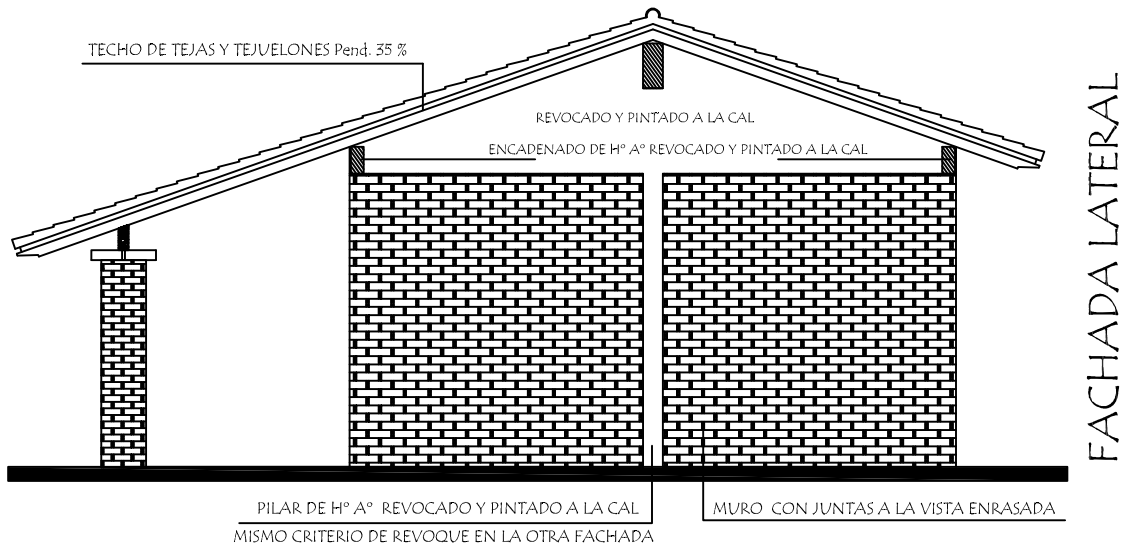 TECHO DE TEJAS Y TEJUELONES Pend. 35 %
REVOCADO Y PINTADO A LA CAL
ENCADENADO DE Hº Aº REVOCADO Y PINTADO A LA CAL
FACHADA LATERAL
PILAR DE Hº Aº REVOCADO Y PINTADO A LA CAL
MISMO CRITERIO DE REVOQUE EN LA OTRA FACHADA
MURO CON JUNTAS A LA VISTA ENRASADA